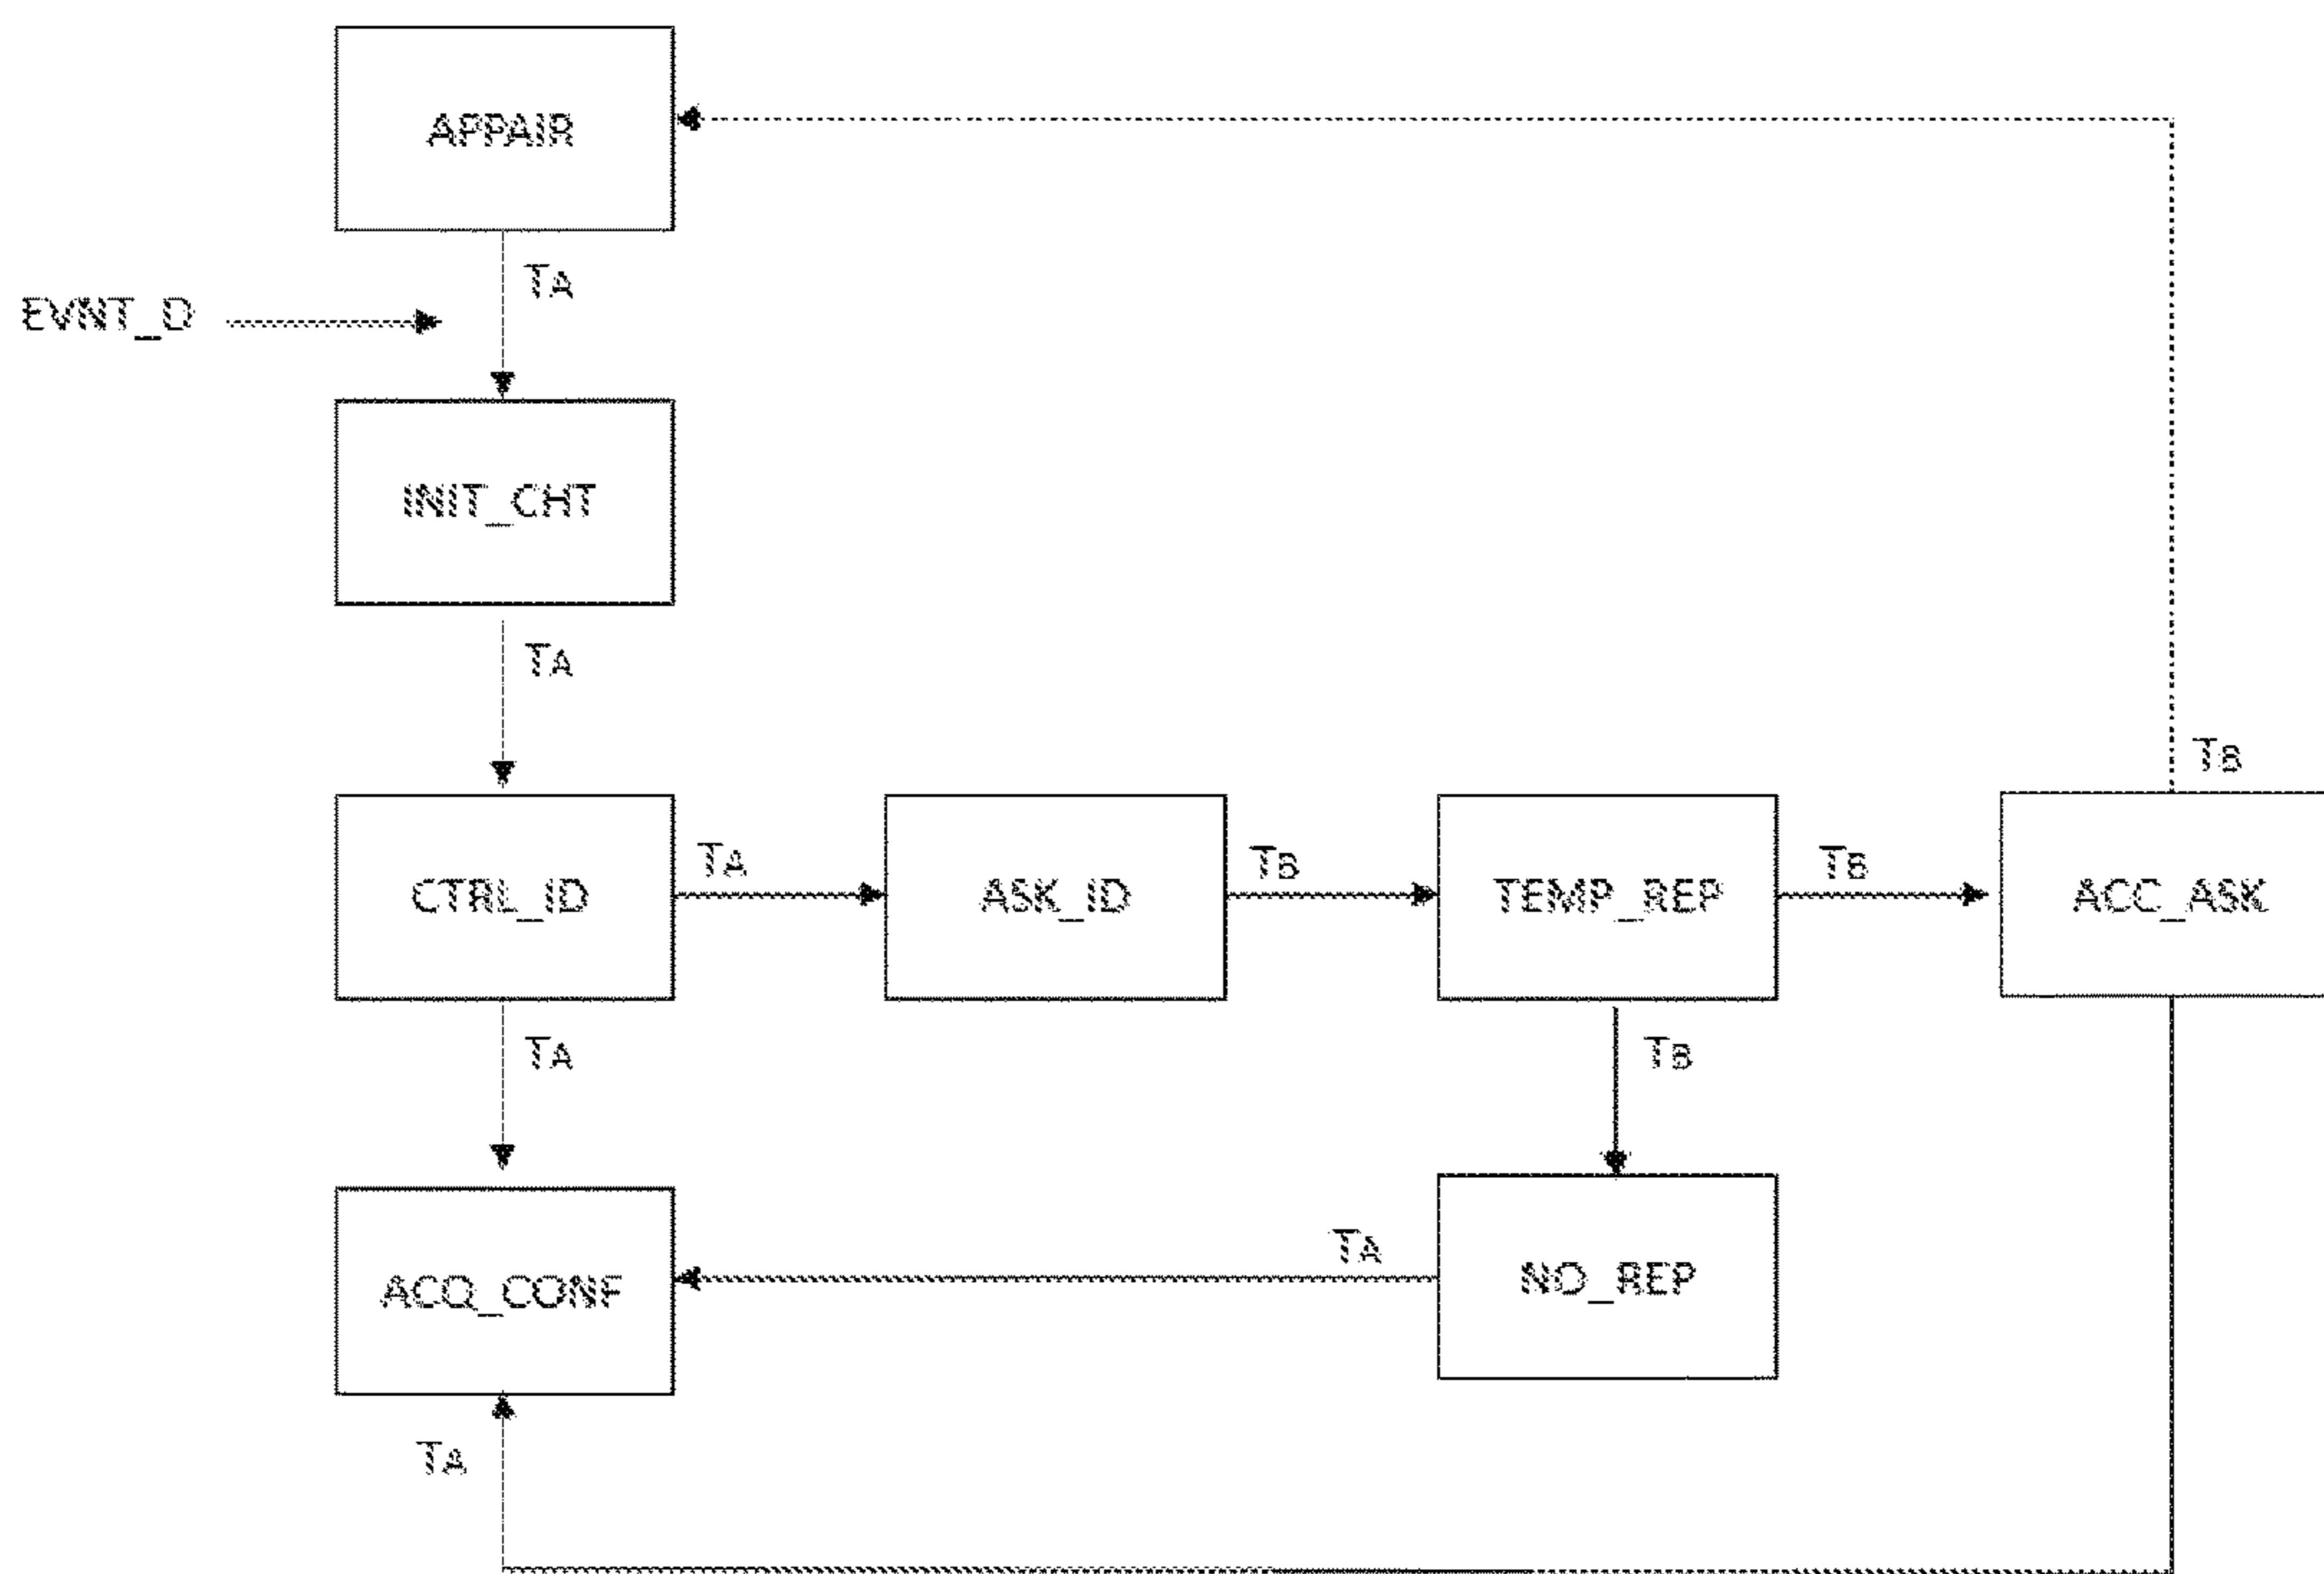 APPAIR
TA
EVNT_D
INIT_CHT
TA
TB
CTRL_ID
TA
ASK_ID
TB
TEMP_REP
TB
ACC_ASK
TA
TB
ACQ_CONF
TA
NO_REP
TA